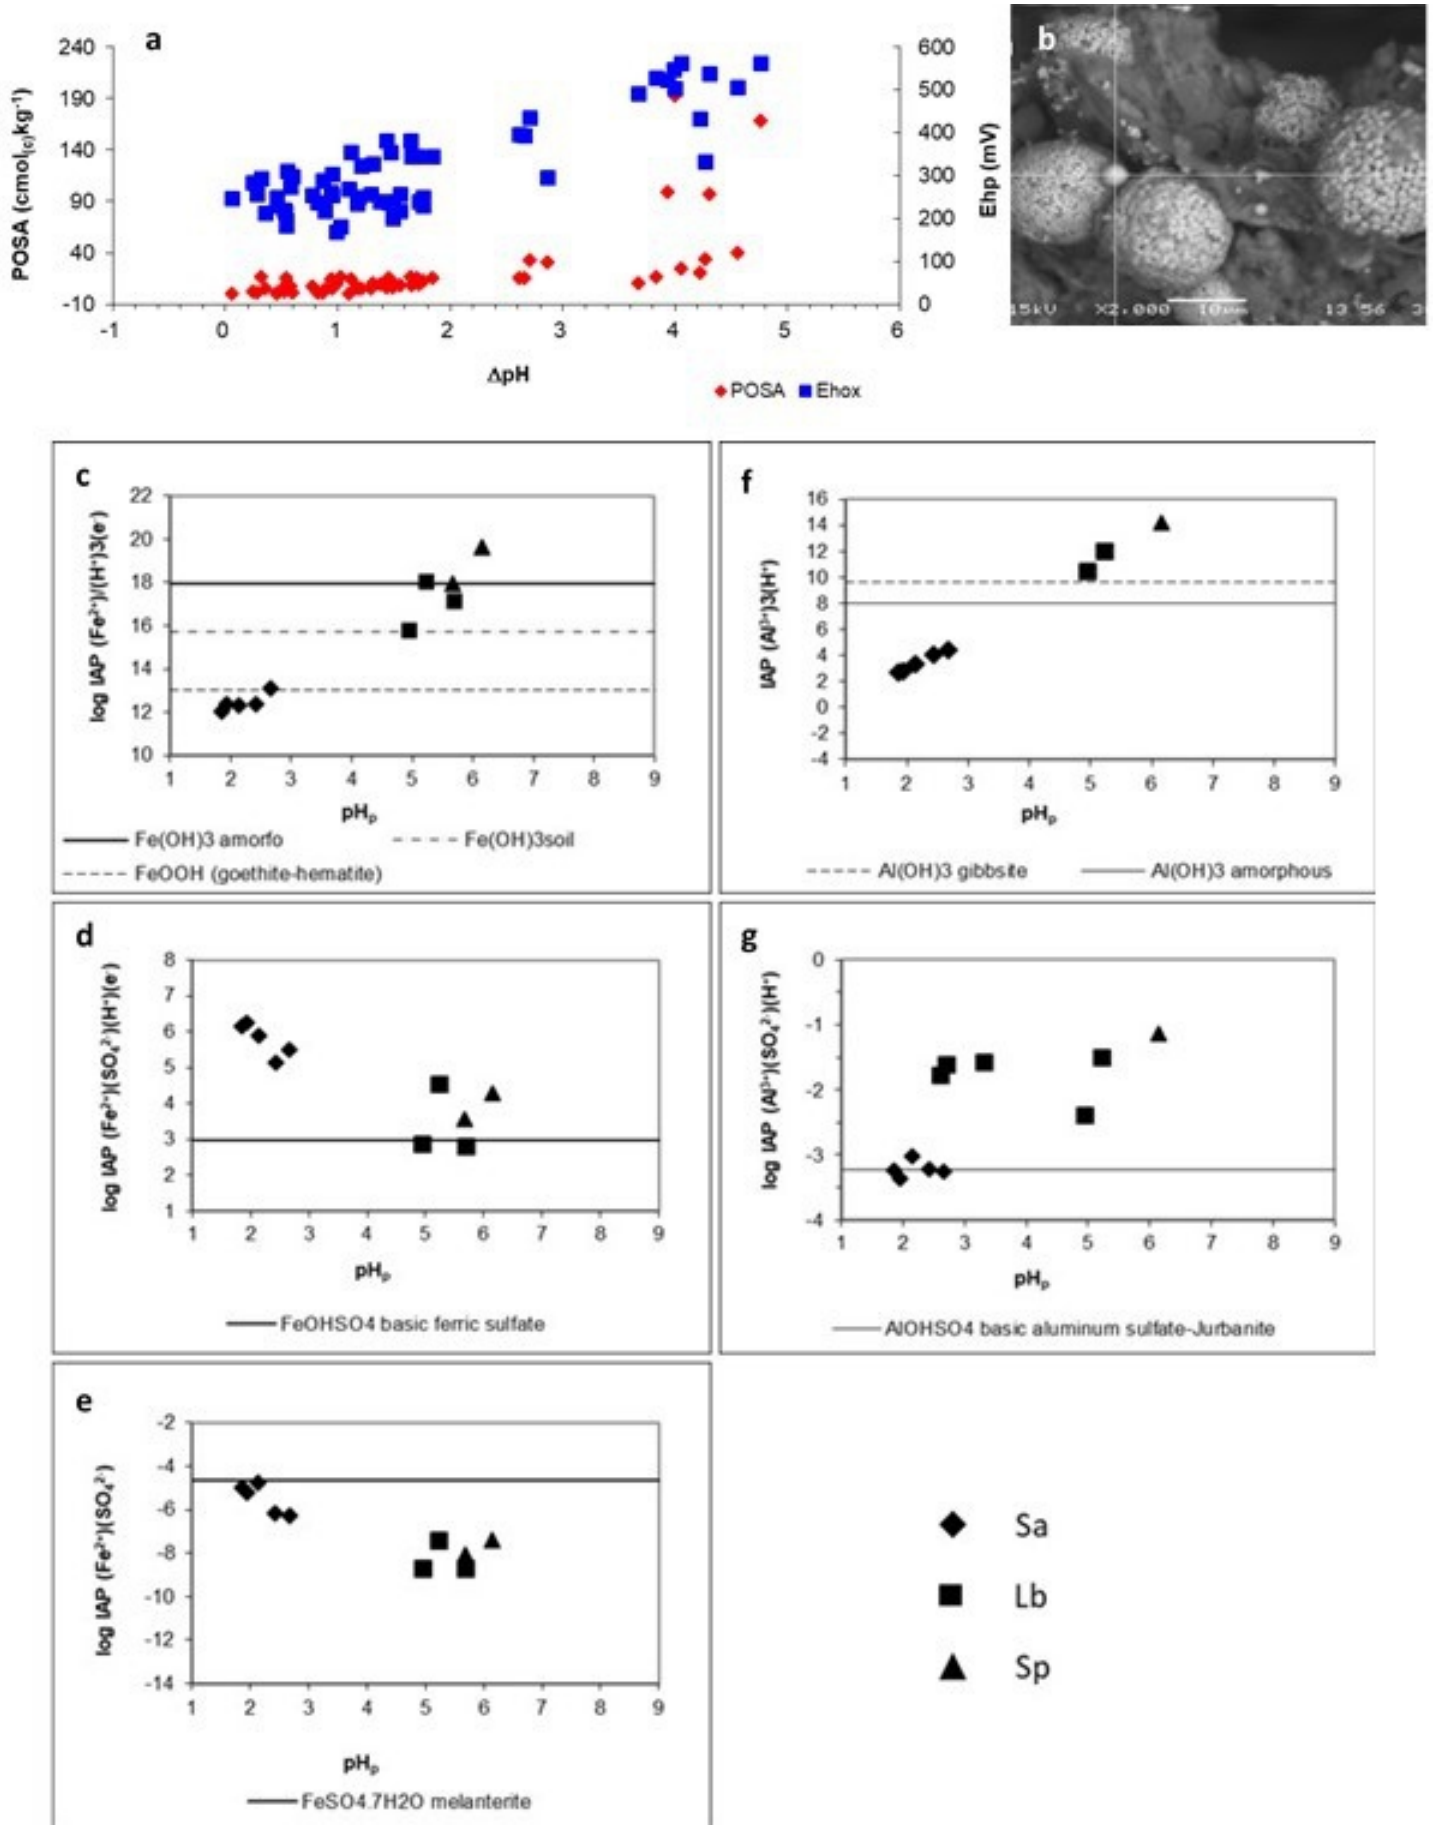 a
240
190
140
90
40
-10
600
500
400
300
200
100
0
-1 0 1 2 3 4 5 6
POSA (cmol(c)kg-1)
Ehp (mV)
ΔpH
POSA Ehox
b
15kV X2.000 10 13 56 3
c
22
20
18
16
14
12
10
1 2 3 4 5 6 7 8 9
log IAP (Fe2+)/(H+)3(e-)
pHp
Fe(OH)3 amorfo Fe(OH)3soil
FeOOH (goethite-hematite)
f
16
14
12
10
8
6
4
2
0
-2
-4
1 2 3 4 5 6 7 8 9
IAP (Al3+)3(H+)
pHp
Al(OH)3 gibbsite Al(OH)3 amorphous
d
8
7
6
5
4
3
2
1
1 2 3 4 5 6 7 8 9
log IAP (Fe2+)(SO42-)(H+)(e-)
pHp
FeOHSO4 basic ferric sulfate
g
0
-1
-2
-3
-4
1 2 3 4 5 6 7 8 9
log IAP (Al3+)(SO42-)(H+)
pHp
AlOHSO4 basic aluminum sulfate-Jurbanite
e
-2
-4
-6
-8
-10
-12
-14
1 2 3 4 5 6 7 8 9
log IAP (Fe2+)(SO42-)
pHp
FeSO4.7H2O melanterite
Sa
Lb
Sp